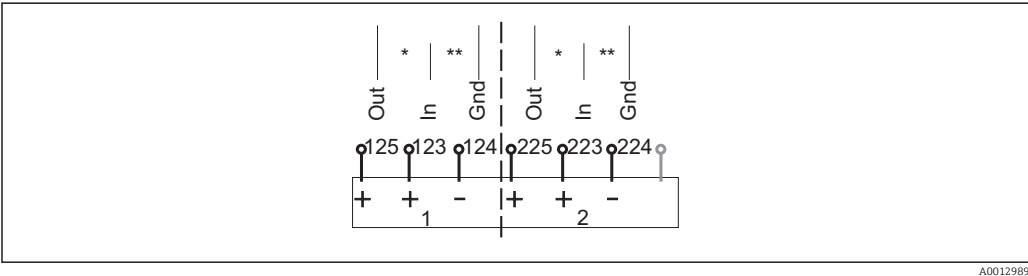 * ** * **
Out In Gnd Out In Gnd
125 123 124 225 223 224
+ + - + + -
1 2
A0012989